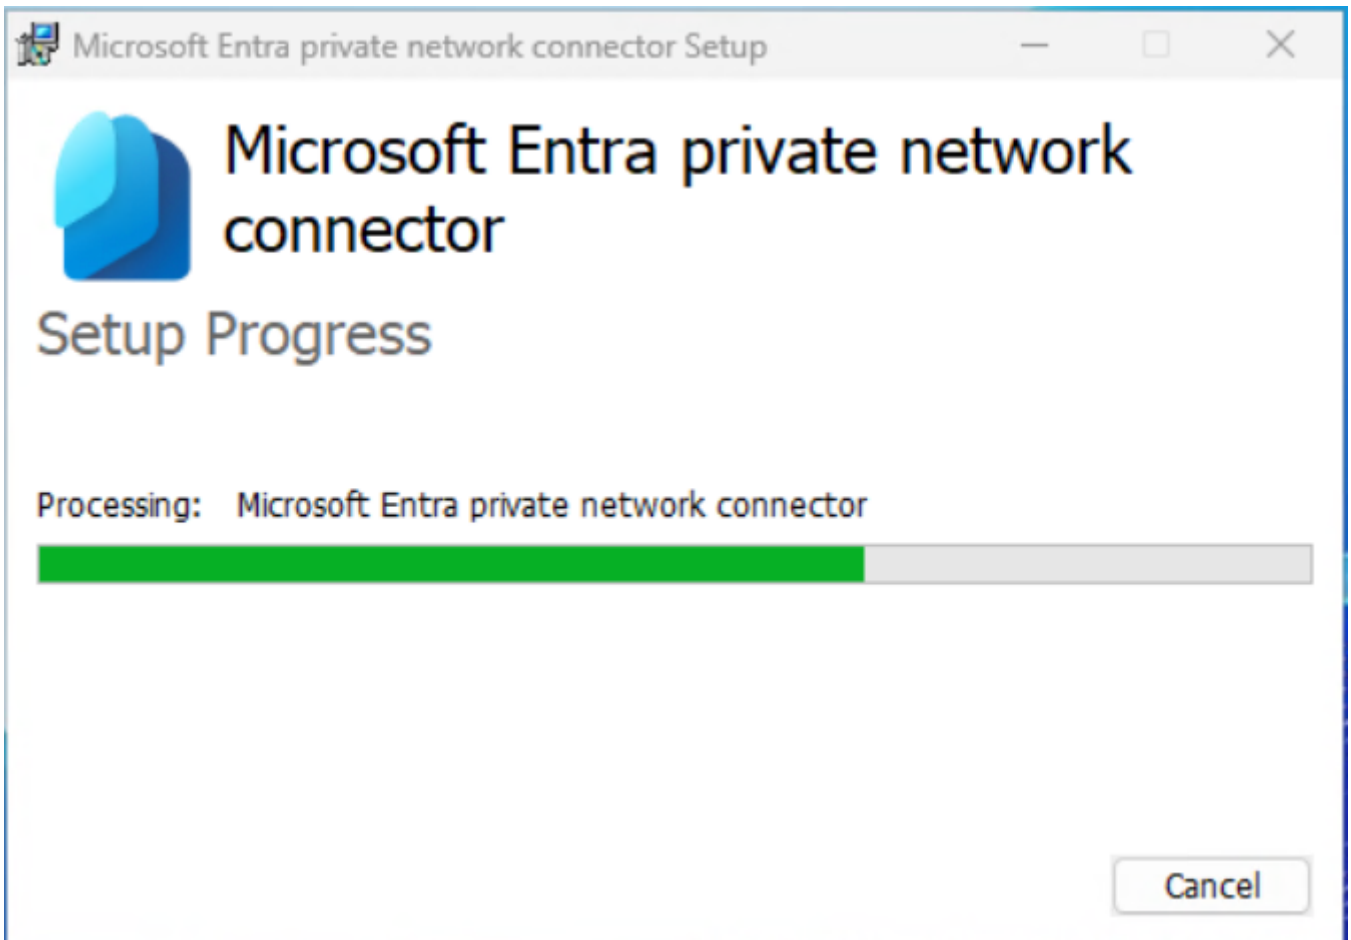 Microsoft Entra private network connector Setup
Microsoft Entra private network
connector
Setup Progress
Processing: Microsoft Entra private network connector
Cancel